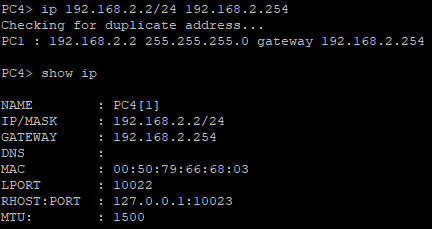 PC4> ip 192.168.2.2/24 192.168.2.254
Checking for duplicate address...
PC1 : 192.168.2.2 255.255.255.0 gateway 192.168.2.254
PC4> show ip
NAME        : PC4[1]
IP/MASK     : 192.168.2.2/24
GATEWAY     : 192.168.2.254
DNS         :
MAC         : 00:50:79:66:68:03
LPORT       : 10022
RHOST:PORT  : 127.0.0.1:10023
MTU:        : 1500